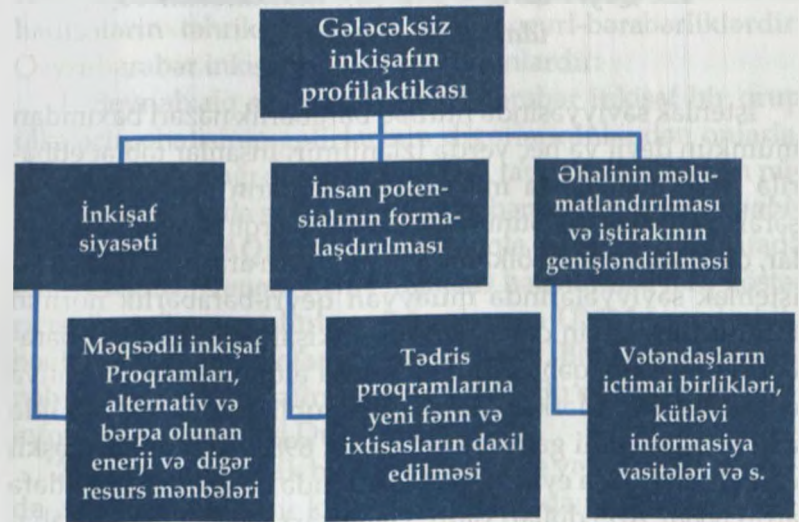 Gələcəksiz
inkişafın
profilaktikası
İnkişaf
siyasəti
İnsan poten-
sialının forma-
laşdırılması
Əhalinin məlu-
matlandırılması
və iştirakının
genişləndirilməsi
Məqsədli inkişaf
Proqramları,
alternativ və
bərpa olunan
enerji və digər
resurs mənbələri
Tədris
proqramlarına
yeni fənn və
ixtisasların daxil
edilməsi
Vətəndaşların
ictimai birlikləri,
kütləvi
informasiya
vasitələri və s.